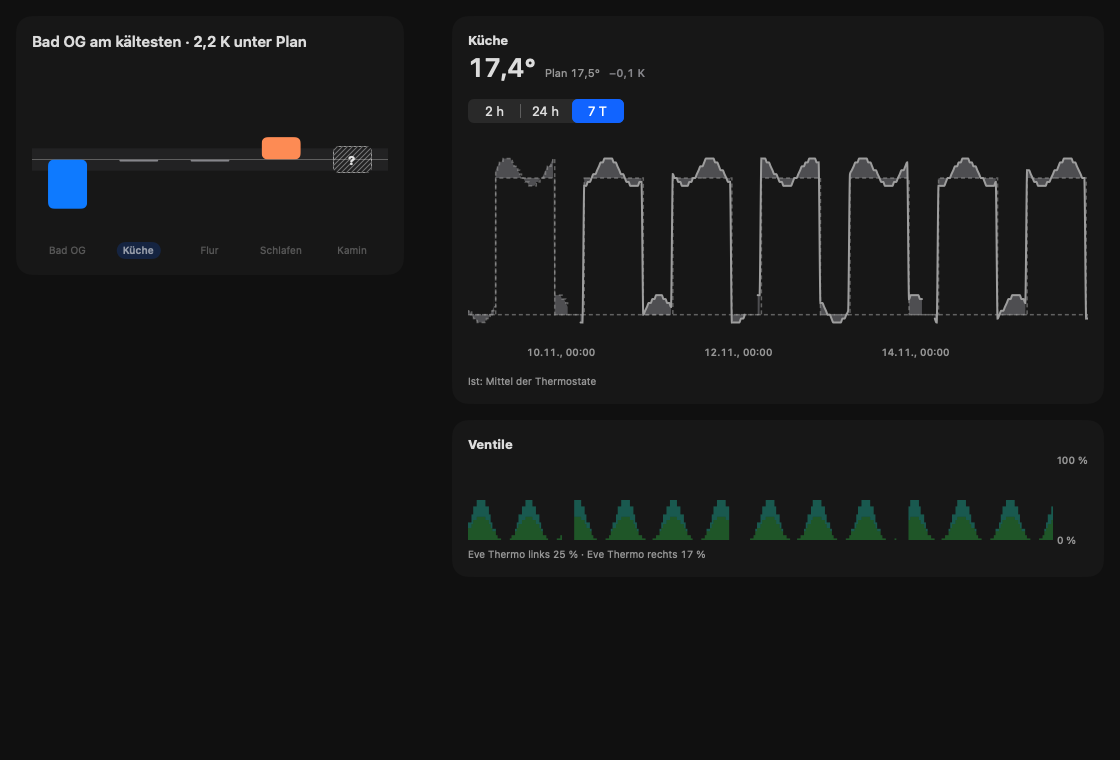 Bad OG am kältesten · 2,2 K unter Plan
?
Bad OG
Küche
Flur
Schlafen
Kamin
Küche
17,4° Plan 17,5° −0,1 K
2 h
24 h
7 T
10.11., 00:00
12.11., 00:00
14.11., 00:00
Ist: Mittel der Thermostate
Ventile
100 %
0 %
Eve Thermo links 25 % · Eve Thermo rechts 17 %